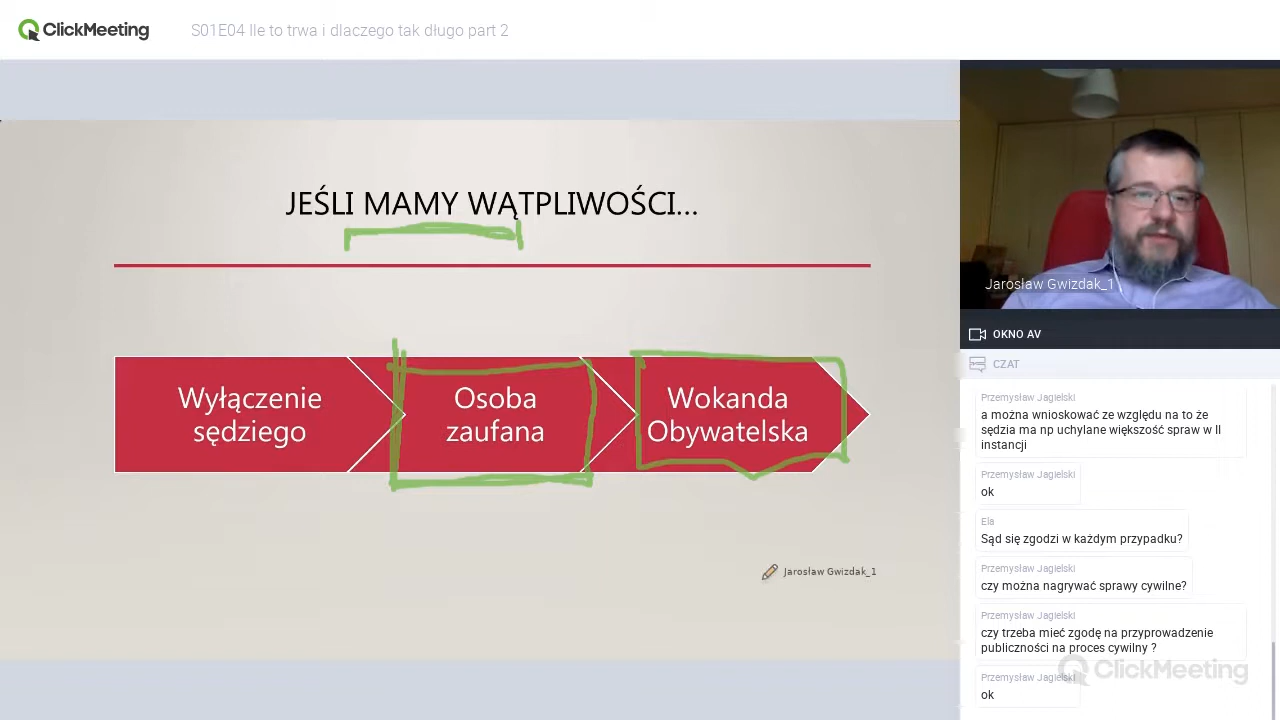 ClickMeeting
S01E04 Ile to trwa i dlaczego tak długo part 2
JEŚLI MAMY WĄTPLIWOŚCI...
Wyłączenie
sędziego
Osoba
zaufana
Wokanda
Obywatelska
Jarosław Gwizdak_1
Jarosław Gwizdak_1
OKNO AV
CZAT
Przemysław Jagielski
a można wnioskować ze względu na to że
sędzia ma np uchylane większość spraw w II
instancji
Przemysław Jagielski
ok
Ela
Sąd się zgodzi w każdym przypadku?
Przemysław Jagielski
czy można nagrywać sprawy cywilne?
Przemysław Jagielski
czy trzeba mieć zgodę na przyprowadzenie
publiczności na proces cywilny ?
Przemysław Jagielski
ok
ClickMeeting